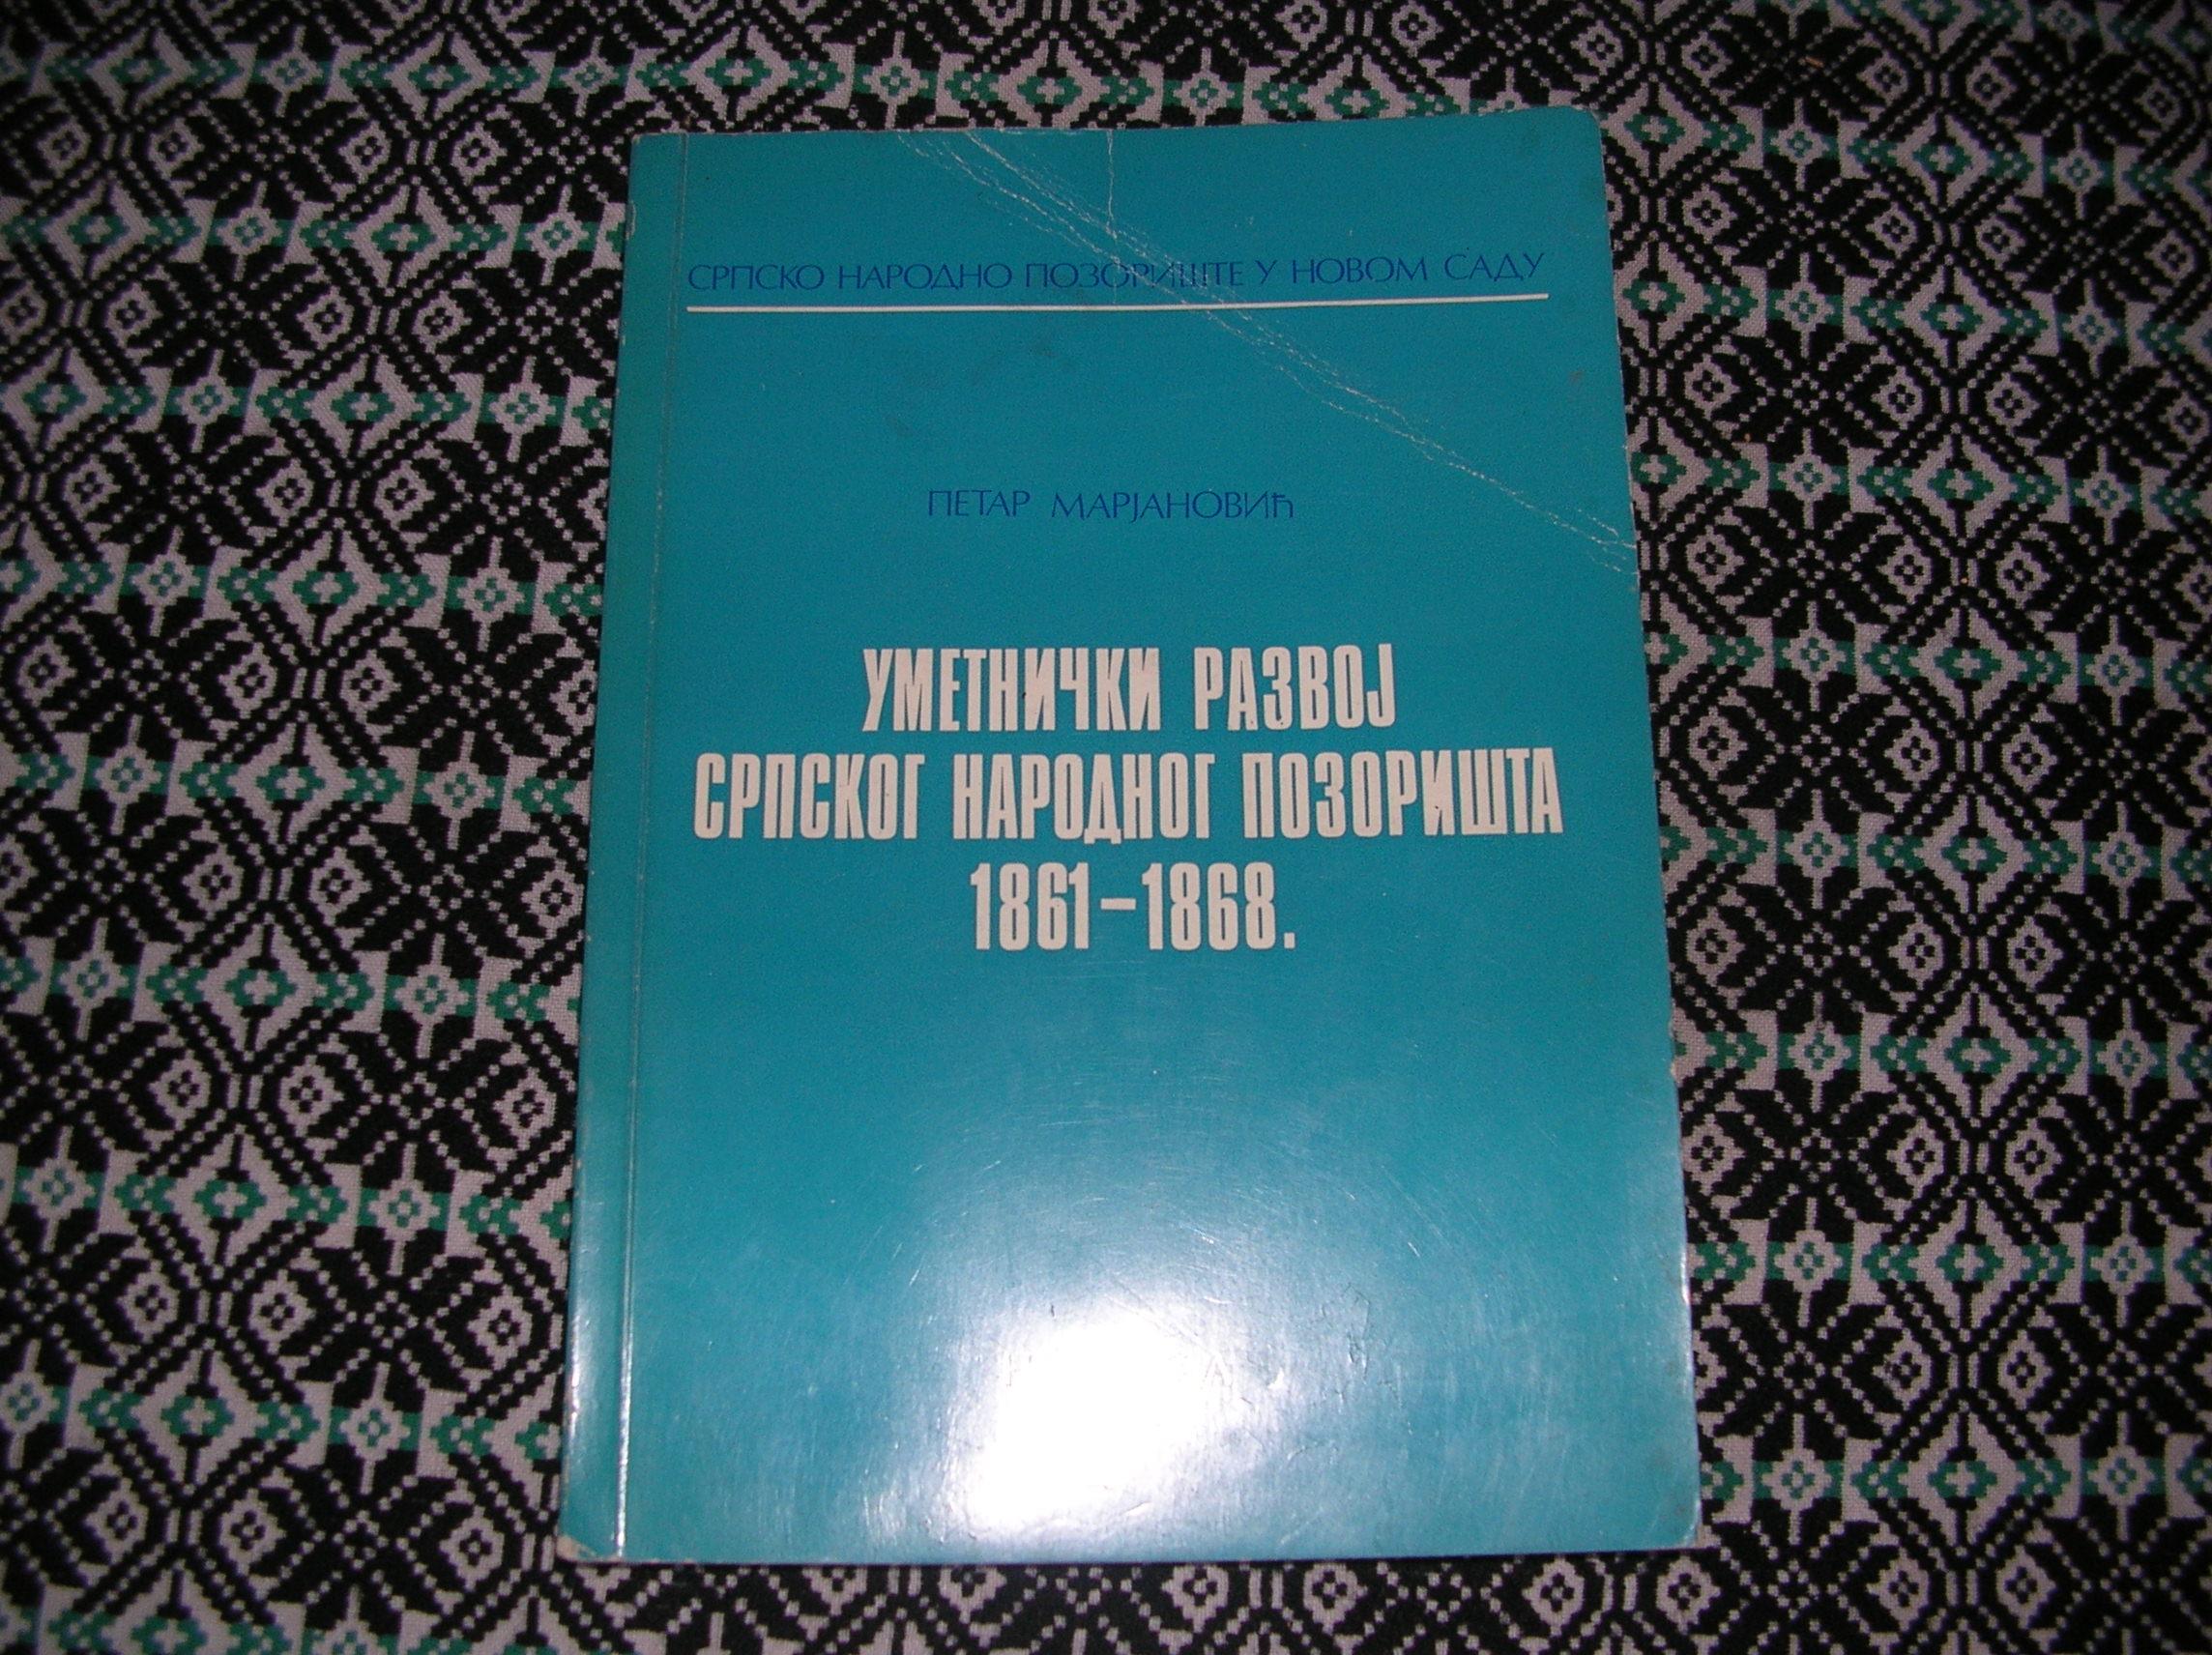 СРПСКО НАРОДНО ПОЗОРИШТЕ У НОВОМ САДУ
ПЕТАР МАРЈАНОВИЋ
УМЕТНИЧКИ РАЗВОЈ
СРПСКОГ НАРОДНОГ ПОЗОРИШТА
1861–1868.